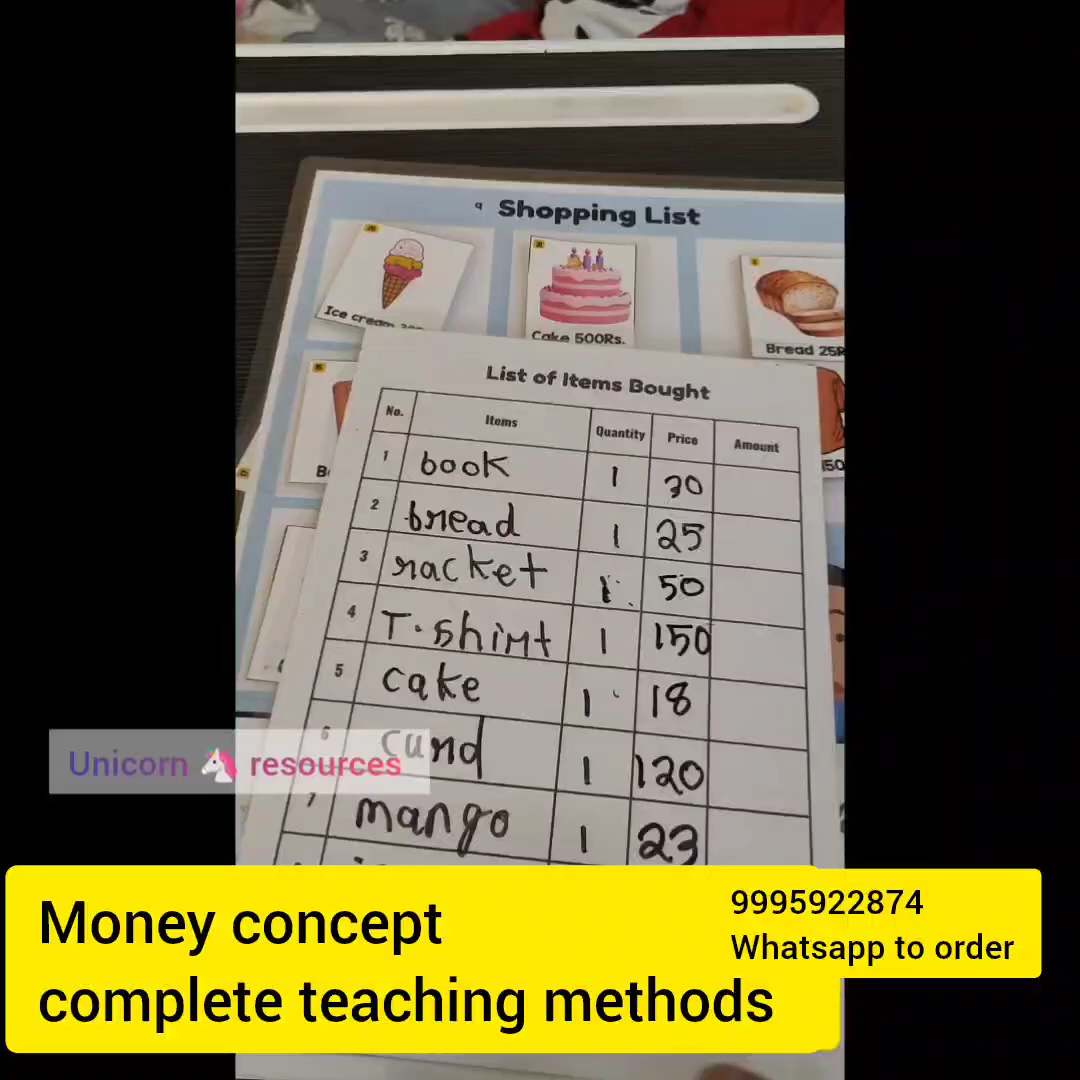 Shopping List
Ice cream
Cake 500Rs.
Bread 25R
List of Items Bought
No. Items Quantity Price Amount
1 book 1 30
2 bread 1 25
3 racket 1 50
4 T.shirt 1 150
5 cake 1 18
6 curd 1 120
7 mango 1 23
150
Unicorn 🦄 resources
Money concept
complete teaching methods
9995922874
Whatsapp to order